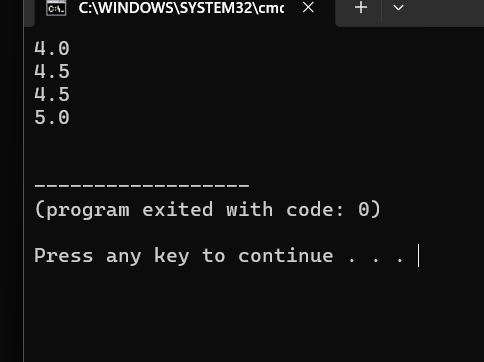 C:\WINDOWS\SYSTEM32\cmc
4.0
4.5
4.5
5.0
------------------
(program exited with code: 0)
Press any key to continue . . .